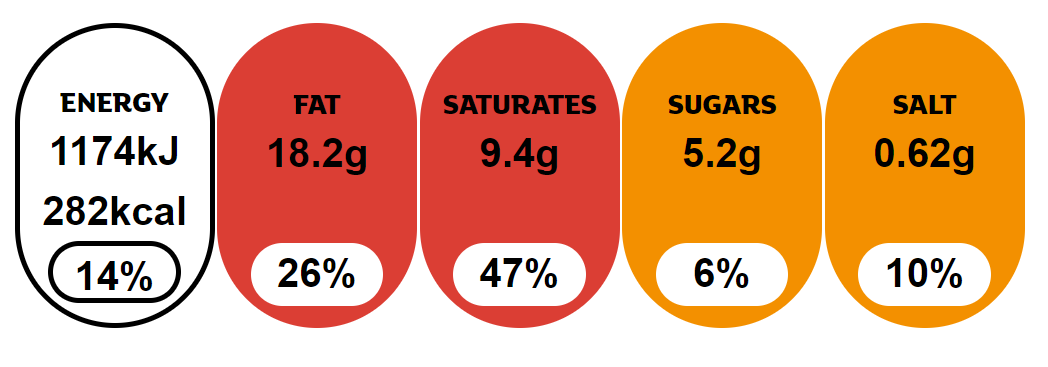 ENERGY
1174kJ
282kcal
14%
FAT
18.2g
26%
SATURATES
9.4g
47%
SUGARS
5.2g
6%
SALT
0.62g
10%